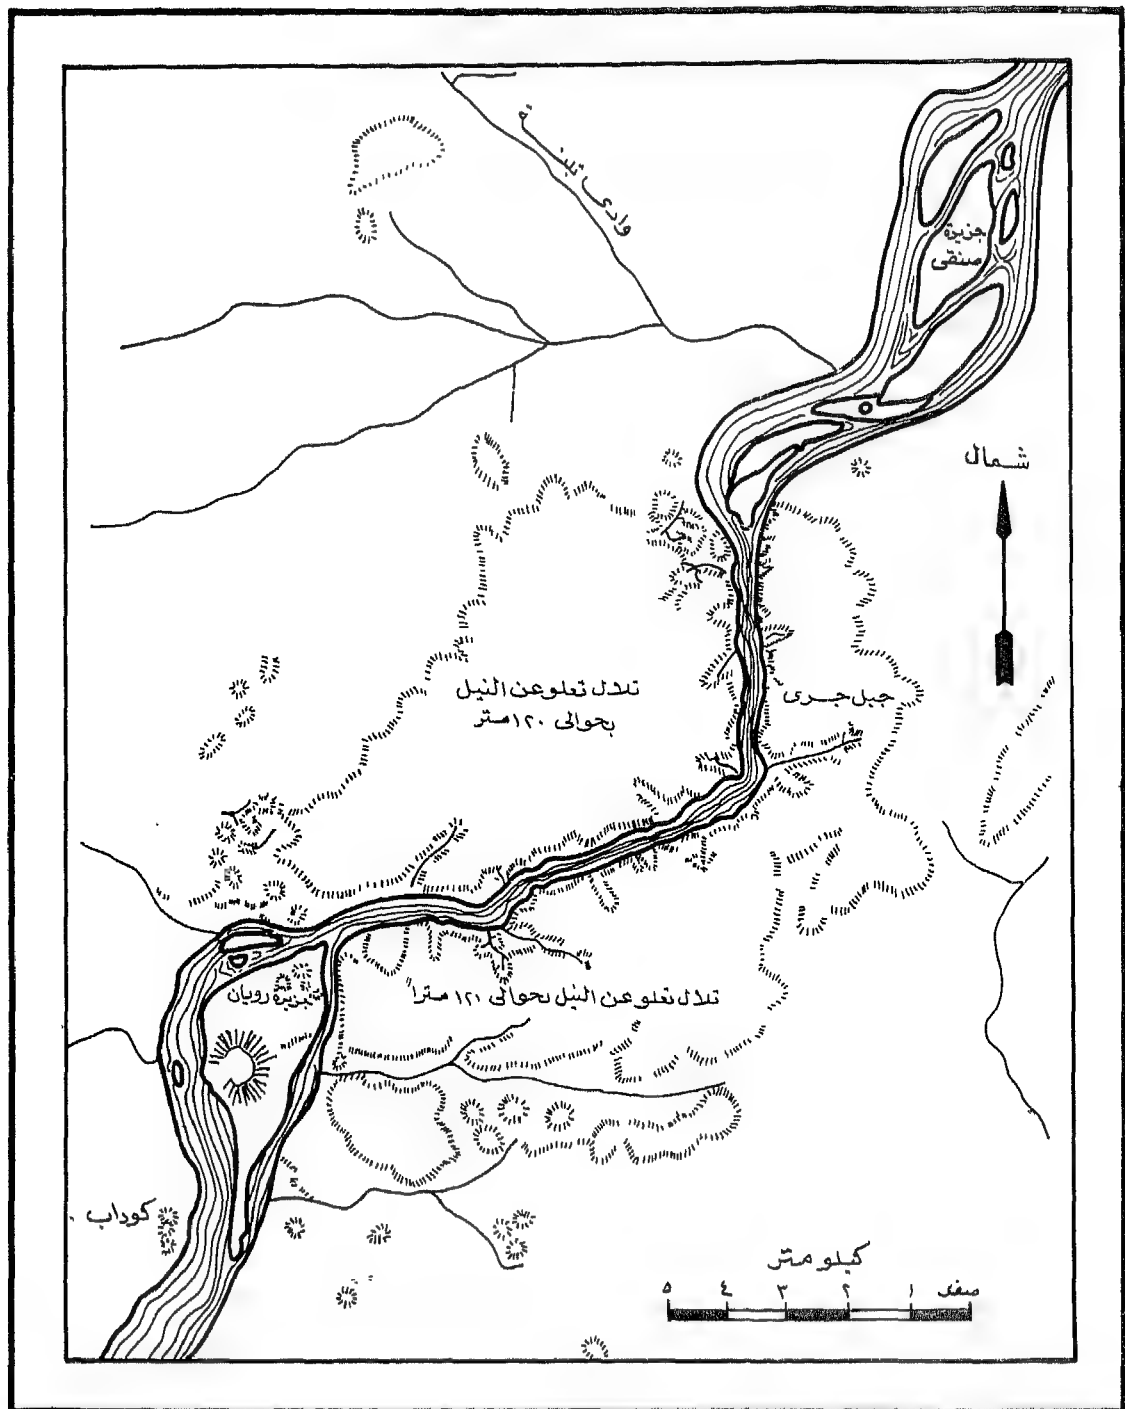 وادى تبنه
جزيرة
صنقى
شمال
تلال تعلو عن النيل
بحوالى ١٢٠ متر
جبل جرى
جزيرة رويان
تلال تعلو عن النيل بحوالى ١٢١ مترا
كوداب
كيلو متر
صفر ١ ٢ ٣ ٤ ٥